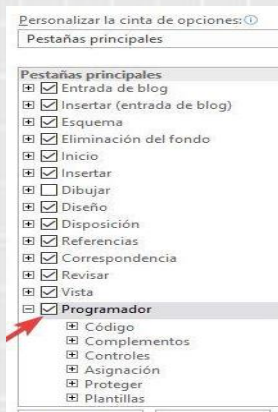 Personalizar la cinta de opciones:
Pestañas principales
Pestañas principales
Entrada de blog
Insertar (entrada de blog)
Esquema
Eliminación del fondo
Inicio
Insertar
Dibujar
Diseño
Disposición
Referencias
Correspondencia
Revisar
Vista
Programador
Código
Complementos
Controles
Asignación
Proteger
Plantillas